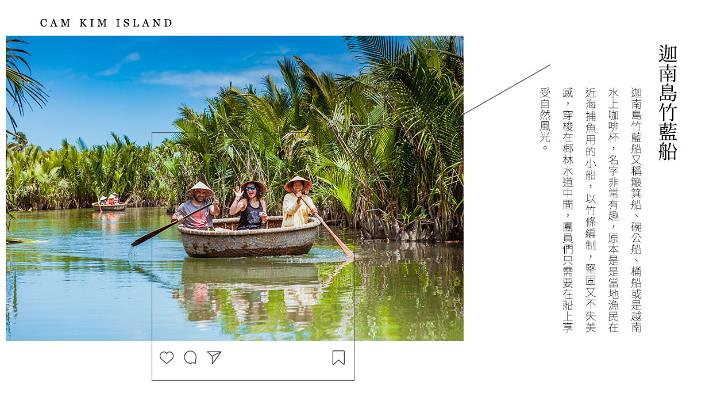 CAM KIM ISLAND
迦南島竹藍船
迦南島竹藍船又稱簸箕船、碗公船、桶船或是越南
水上咖啡杯，名字非常有趣，原本是是當地漁民在
近海捕魚用的小船，以竹條編制，堅固又不失美
感，穿梭在椰林水道中間，團員們只需要在船上享
受自然風光。